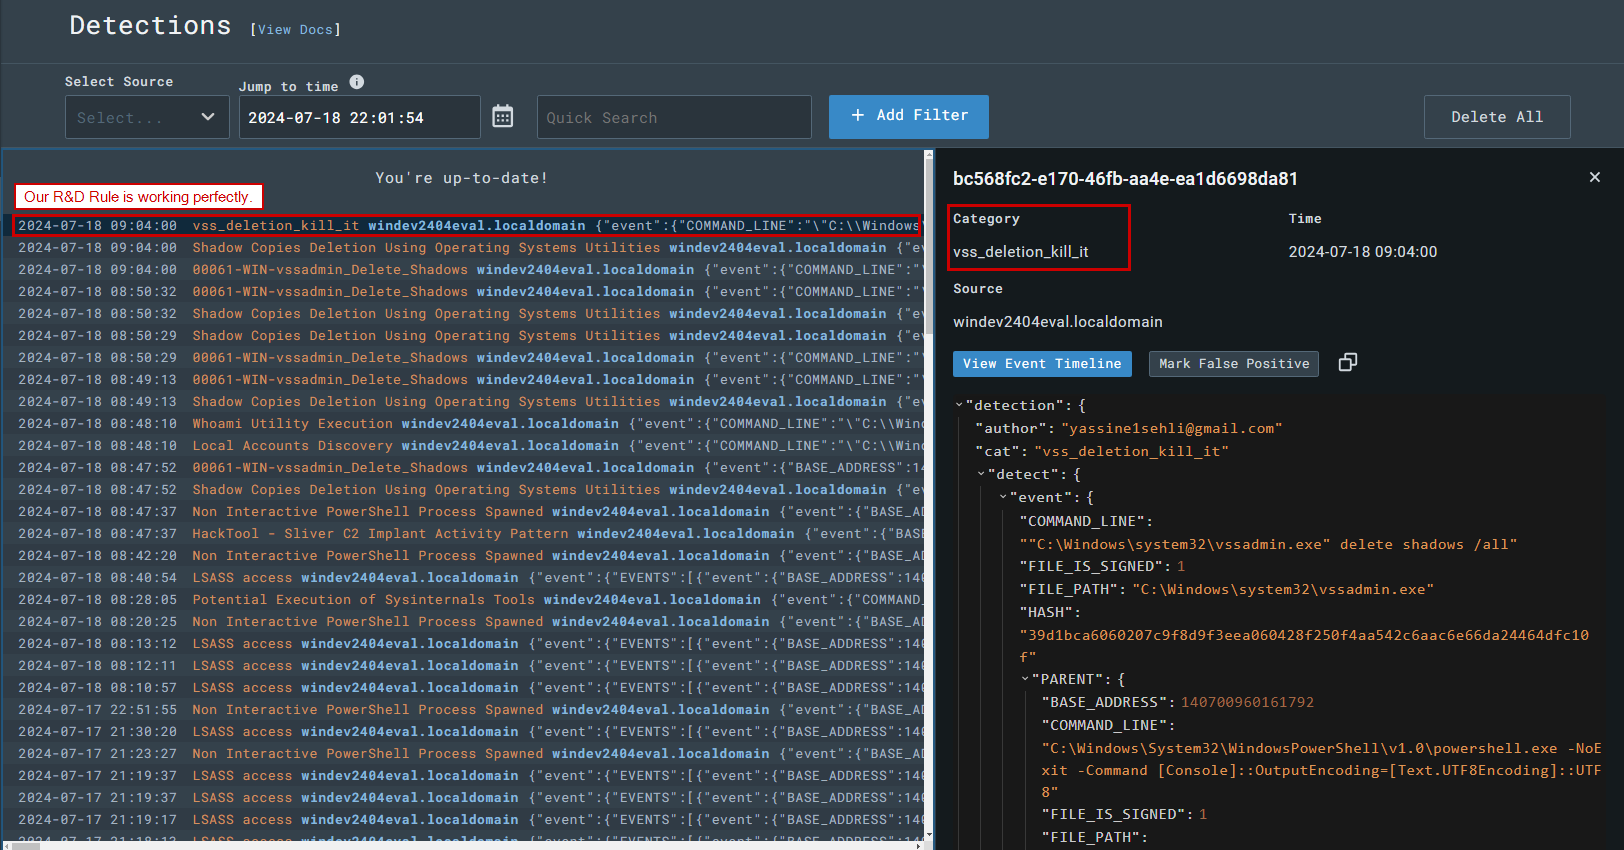 Detections [View Docs]
Select Source
Jump to time
Select...
2024-07-18 22:01:54
Quick Search
+ Add Filter
Delete All
You're up-to-date!
Our R&D Rule is working perfectly.
2024-07-18 09:04:00 vss_deletion_kill_it windev2404eval.localdomain {"event":{"COMMAND_LINE":"\"C:\\Windows
2024-07-18 09:04:00 Shadow Copies Deletion Using Operating Systems Utilities windev2404eval.localdomain {"e
2024-07-18 09:04:00 00061-WIN-vssadmin_Delete_Shadows windev2404eval.localdomain {"event":{"COMMAND_LINE":"
2024-07-18 08:50:32 00061-WIN-vssadmin_Delete_Shadows windev2404eval.localdomain {"event":{"COMMAND_LINE":"
2024-07-18 08:50:32 Shadow Copies Deletion Using Operating Systems Utilities windev2404eval.localdomain {"e
2024-07-18 08:50:29 Shadow Copies Deletion Using Operating Systems Utilities windev2404eval.localdomain {"e
2024-07-18 08:50:29 00061-WIN-vssadmin_Delete_Shadows windev2404eval.localdomain {"event":{"COMMAND_LINE":"
2024-07-18 08:49:13 00061-WIN-vssadmin_Delete_Shadows windev2404eval.localdomain {"event":{"COMMAND_LINE":"
2024-07-18 08:49:13 Shadow Copies Deletion Using Operating Systems Utilities windev2404eval.localdomain {"e
2024-07-18 08:48:10 Whoami Utility Execution windev2404eval.localdomain {"event":{"COMMAND_LINE":"\"C:\\Wind
2024-07-18 08:48:10 Local Accounts Discovery windev2404eval.localdomain {"event":{"COMMAND_LINE":"\"C:\\Wind
2024-07-18 08:47:52 00061-WIN-vssadmin_Delete_Shadows windev2404eval.localdomain {"event":{"BASE_ADDRESS":14
2024-07-18 08:47:52 Shadow Copies Deletion Using Operating Systems Utilities windev2404eval.localdomain {"e
2024-07-18 08:47:37 Non Interactive PowerShell Process Spawned windev2404eval.localdomain {"event":{"BASE_AD
2024-07-18 08:47:37 HackTool - Sliver C2 Implant Activity Pattern windev2404eval.localdomain {"event":{"BASE
2024-07-18 08:42:20 Non Interactive PowerShell Process Spawned windev2404eval.localdomain {"event":{"BASE_AD
2024-07-18 08:40:54 LSASS access windev2404eval.localdomain {"event":{"EVENTS":[{"event":{"BASE_ADDRESS":140
2024-07-18 08:28:05 Potential Execution of Sysinternals Tools windev2404eval.localdomain {"event":{"COMMAND_
2024-07-18 08:20:25 Non Interactive PowerShell Process Spawned windev2404eval.localdomain {"event":{"BASE_AD
2024-07-18 08:13:12 LSASS access windev2404eval.localdomain {"event":{"EVENTS":[{"event":{"BASE_ADDRESS":140
2024-07-18 08:12:11 LSASS access windev2404eval.localdomain {"event":{"EVENTS":[{"event":{"BASE_ADDRESS":140
2024-07-18 08:10:57 LSASS access windev2404eval.localdomain {"event":{"EVENTS":[{"event":{"BASE_ADDRESS":140
2024-07-17 22:51:55 Non Interactive PowerShell Process Spawned windev2404eval.localdomain {"event":{"BASE_AD
2024-07-17 21:30:20 LSASS access windev2404eval.localdomain {"event":{"EVENTS":[{"event":{"BASE_ADDRESS":140
2024-07-17 21:23:27 Non Interactive PowerShell Process Spawned windev2404eval.localdomain {"event":{"BASE_AD
2024-07-17 21:19:37 LSASS access windev2404eval.localdomain {"event":{"EVENTS":[{"event":{"BASE_ADDRESS":140
2024-07-17 21:19:37 LSASS access windev2404eval.localdomain {"event":{"EVENTS":[{"event":{"BASE_ADDRESS":140
2024-07-17 21:19:17 LSASS access windev2404eval.localdomain {"event":{"EVENTS":[{"event":{"BASE_ADDRESS":140
2024-07-17 21:18:13 LSASS access windev2404eval.localdomain {"event":{"EVENTS":[{"event":{"BASE_ADDRESS":140
bc568fc2-e170-46fb-aa4e-ea1d6698da81
Category
Time
vss_deletion_kill_it
2024-07-18 09:04:00
Source
windev2404eval.localdomain
View Event Timeline
Mark False Positive
"detection": {
"author": "yassine1sehli@gmail.com"
"cat": "vss_deletion_kill_it"
"detect": {
"event": {
"COMMAND_LINE":
""C:\Windows\system32\vssadmin.exe" delete shadows /all"
"FILE_IS_SIGNED": 1
"FILE_PATH": "C:\Windows\system32\vssadmin.exe"
"HASH":
"39d1bca6060207c9f8d9f3eea060428f250f4aa542c6aac6e66da24464dfc10
f"
"PARENT": {
"BASE_ADDRESS": 140700960161792
"COMMAND_LINE":
"C:\Windows\System32\WindowsPowerShell\v1.0\powershell.exe -NoE
xit -Command [Console]::OutputEncoding=[Text.UTF8Encoding]::UTF
8"
"FILE_IS_SIGNED": 1
"FILE_PATH":